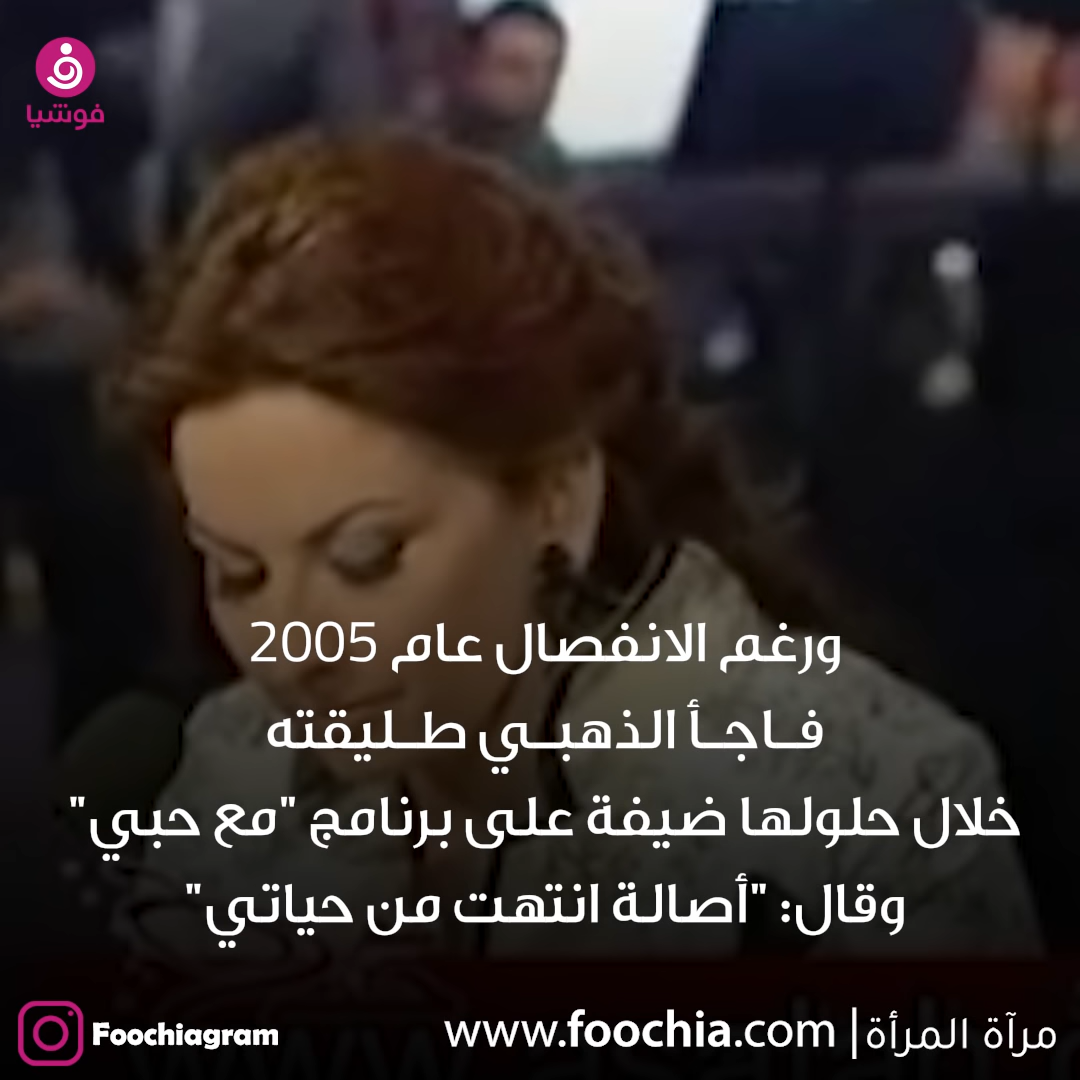 فوشيا
ورغم الانفصال عام 2005
فـاجـأ الذهبـي طـليقته
خلال حلولها ضيفة على برنامج "مع حبي"
وقال: "أصالة انتهت من حياتي"
Foochiagram
www.foochia.com | مرآة المرأة